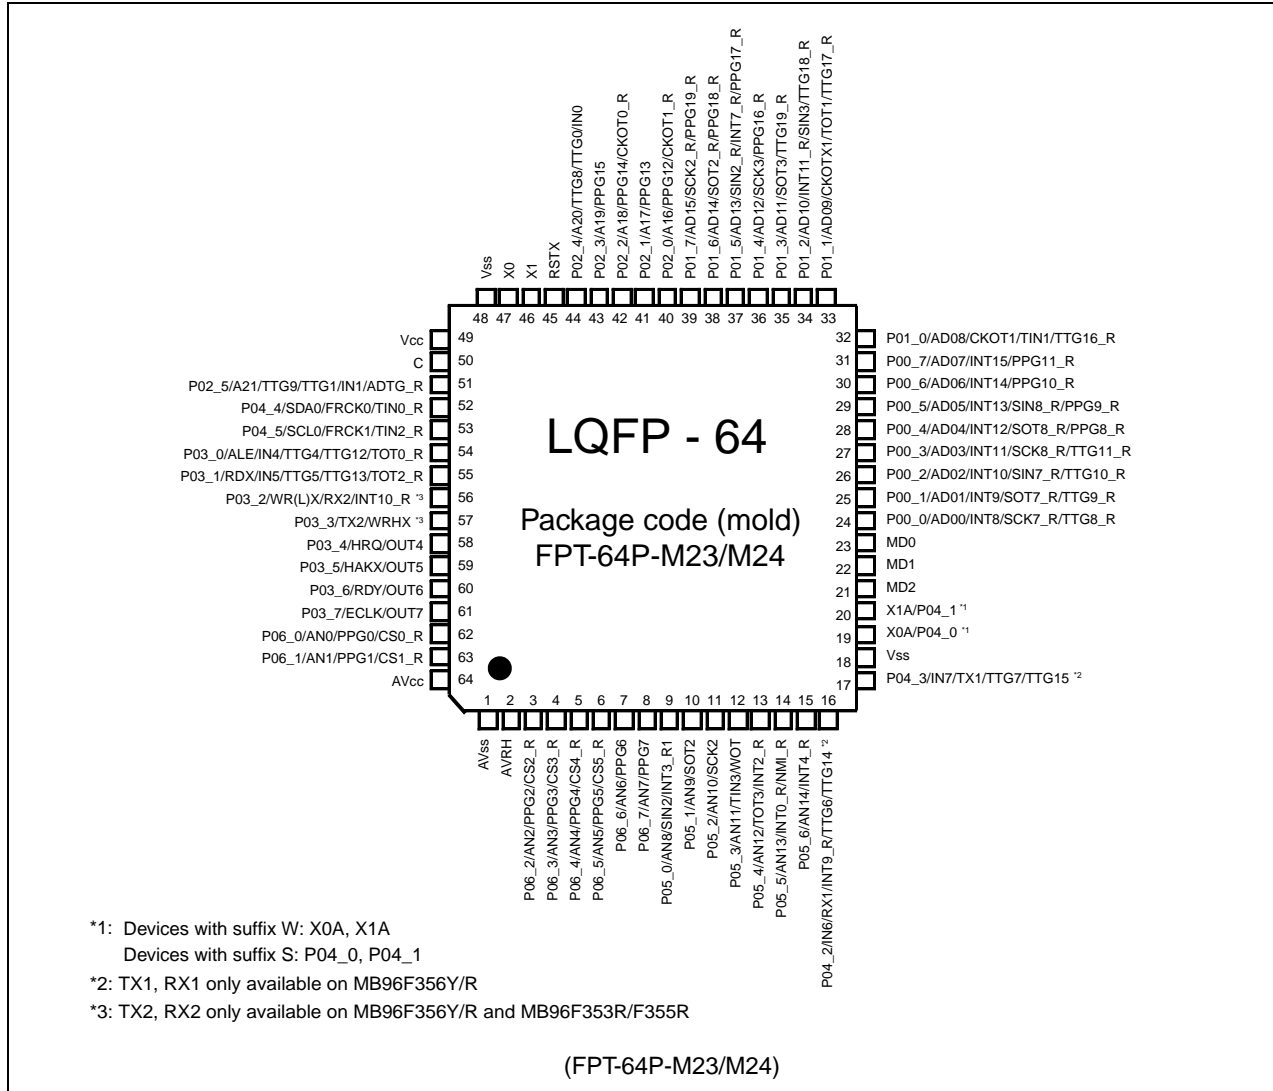 P02_4/A20/TTG8/TTG0/IN0
P02_3/A19/PPG15
P02_2/A18/PPG14/CKOT0_R
P02_1/A17/PPG13
P02_0/A16/PPG12/CKOT1_R
P01_7/AD15/SCK2_R/PPG19_R
P01_6/AD14/SOT2_R/PPG18_R
P01_5/AD13/SIN2_R/INT7_R/PPG17_R
P01_4/AD12/SCK3/PPG16_R
P01_3/AD11/SOT3/TTG19_R
P01_2/AD10/INT11_R/SIN3/TTG18_R
P01_1/AD09/CKOTX1/TOT1/TTG17_R
Vss
X0
X1
RSTX
48 47 46 45 44 43 42 41 40 39 38 37 36 35 34 33
Vcc 49
C 50
P02_5/A21/TTG9/TTG1/IN1/ADTG_R 51
P04_4/SDA0/FRCK0/TIN0_R 52
P04_5/SCL0/FRCK1/TIN2_R 53
P03_0/ALE/IN4/TTG4/TTG12/TOT0_R 54
P03_1/RDX/IN5/TTG5/TTG13/TOT2_R 55
P03_2/WR(L)X/RX2/INT10_R *3 56
P03_3/TX2/WRHX *3 57
P03_4/HRQ/OUT4 58
P03_5/HAKX/OUT5 59
P03_6/RDY/OUT6 60
P03_7/ECLK/OUT7 61
P06_0/AN0/PPG0/CS0_R 62
P06_1/AN1/PPG1/CS1_R 63
AVcc 64
LQFP - 64
Package code (mold)
FPT-64P-M23/M24
32 P01_0/AD08/CKOT1/TIN1/TTG16_R
31 P00_7/AD07/INT15/PPG11_R
30 P00_6/AD06/INT14/PPG10_R
29 P00_5/AD05/INT13/SIN8_R/PPG9_R
28 P00_4/AD04/INT12/SOT8_R/PPG8_R
27 P00_3/AD03/INT11/SCK8_R/TTG11_R
26 P00_2/AD02/INT10/SIN7_R/TTG10_R
25 P00_1/AD01/INT9/SOT7_R/TTG9_R
24 P00_0/AD00/INT8/SCK7_R/TTG8_R
23 MD0
22 MD1
21 MD2
20 X1A/P04_1 *1
19 X0A/P04_0 *1
18 Vss
17 P04_3/IN7/TX1/TTG7/TTG15 *2
1 2 3 4 5 6 7 8 9 10 11 12 13 14 15 16
AVss
AVRH
P06_2/AN2/PPG2/CS2_R
P06_3/AN3/PPG3/CS3_R
P06_4/AN4/PPG4/CS4_R
P06_5/AN5/PPG5/CS5_R
P06_6/AN6/PPG6
P06_7/AN7/PPG7
P05_0/AN8/SIN2/INT3_R1
P05_1/AN9/SOT2
P05_2/AN10/SCK2
P05_3/AN11/TIN3/WOT
P05_4/AN12/TOT3/INT2_R
P05_5/AN13/INT0_R/NMI_R
P05_6/AN14/INT4_R
P04_2/IN6/RX1/INT9_R/TTG6/TTG14 *2
*1: Devices with suffix W: X0A, X1A
Devices with suffix S: P04_0, P04_1
*2: TX1, RX1 only available on MB96F356Y/R
*3: TX2, RX2 only available on MB96F356Y/R and MB96F353R/F355R
(FPT-64P-M23/M24)